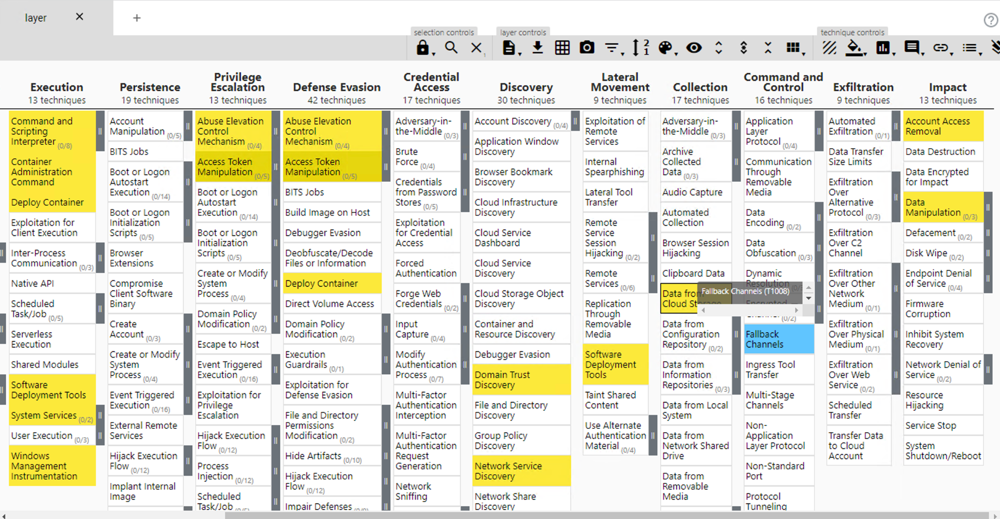 layer
selection controls
layer controls
technique controls
2
1
1
Execution
13 techniques
Command and
Scripting
Interpreter (0/8)
Container
Administration
Command
Deploy Container
Exploitation for
Client Execution
Inter-Process
Communication (0/3)
Native API
Scheduled
Task/Job (0/5)
Serverless
Execution
Shared Modules
Software
Deployment Tools
System Services (0/2)
User Execution (0/3)
Windows
Management
Instrumentation
Persistence
19 techniques
Account
Manipulation (0/5)
BITS Jobs
Boot or Logon
Autostart
Execution (0/14)
Boot or Logon
Initialization
Scripts (0/5)
Browser
Extensions
Compromise
Client Software
Binary
Create
Account (0/3)
Create or Modify
System
Process (0/4)
Event Triggered
Execution (0/16)
External Remote
Services
Hijack Execution
Flow (0/12)
Implant Internal
Image
Privilege
Escalation
13 techniques
Abuse Elevation
Control
Mechanism (0/4)
Access Token
Manipulation (0/5)
Boot or Logon
Autostart
Execution (0/14)
Boot or Logon
Initialization
Scripts (0/5)
Create or Modify
System
Process (0/4)
Domain Policy
Modification (0/2)
Escape to Host
Event Triggered
Execution (0/16)
Exploitation for
Privilege
Escalation
Hijack Execution
Flow (0/12)
Process
Injection (0/12)
Scheduled
Task/Job (0/5)
Defense Evasion
42 techniques
Abuse Elevation
Control
Mechanism (0/4)
Access Token
Manipulation (0/5)
BITS Jobs
Build Image on Host
Debugger Evasion
Deobfuscate/Decode
Files or Information
Deploy Container
Direct Volume Access
Domain Policy
Modification (0/2)
Execution
Guardrails (0/1)
Exploitation for
Defense Evasion
File and Directory
Permissions
Modification (0/2)
Hide Artifacts (0/10)
Hijack Execution
Flow (0/12)
Impair Defenses
Credential
Access
17 techniques
Adversary-in-
the-Middle (0/3)
Brute
Force (0/4)
Credentials
from Password
Stores (0/5)
Exploitation
for Credential
Access
Forced
Authentication
Forge Web
Credentials (0/2)
Input
Capture (0/4)
Modify
Authentication
Process (0/7)
Multi-Factor
Authentication
Interception
Multi-Factor
Authentication
Request
Generation
Network
Sniffing
Discovery
30 techniques
Account Discovery (0/4)
Application Window
Discovery
Browser Bookmark
Discovery
Cloud Infrastructure
Discovery
Cloud Service
Dashboard
Cloud Service
Discovery
Cloud Storage Object
Discovery
Container and
Resource Discovery
Debugger Evasion
Domain Trust
Discovery
File and Directory
Discovery
Group Policy
Discovery
Network Service
Discovery
Network Share
Discovery
Lateral
Movement
9 techniques
Exploitation of
Remote
Services
Internal
Spearphishing
Lateral Tool
Transfer
Remote
Service
Session
Hijacking (0/2)
Remote
Services (0/6)
Replication
Through
Removable
Media
Software
Deployment
Tools
Taint Shared
Content
Use Alternate
Authentication
Material (0/4)
Collection
17 techniques
Adversary-in-
the-Middle (0/3)
Archive
Collected
Data (0/3)
Audio Capture
Automated
Collection
Browser Session
Hijacking
Clipboard Data
Data from
Cloud Storage
Data from
Configuration
Repository (0/2)
Data from
Information
Repositories (0/3)
Data from Local
System
Data from
Network Shared
Drive
Data from
Removable
Media
Command and
Control
16 techniques
Application
Layer
Protocol (0/4)
Communication
Through
Removable
Media
Data
Encoding (0/2)
Data
Obfuscation (0/3)
Dynamic
Resolution
Fallback Channels (T1008)
Encrypted
Channel (0/2)
Fallback
Channels
Ingress Tool
Transfer
Multi-Stage
Channels
Non-
Application
Layer Protocol
Non-Standard
Port
Protocol
Tunneling
Exfiltration
9 techniques
Automated
Exfiltration (0/1)
Data Transfer
Size Limits
Exfiltration
Over
Alternative
Protocol (0/3)
Exfiltration
Over C2
Channel
Exfiltration
Over Other
Network
Medium (0/1)
Exfiltration
Over Physical
Medium (0/1)
Exfiltration
Over Web
Service (0/2)
Scheduled
Transfer
Transfer Data
to Cloud
Account
Impact
13 techniques
Account Access
Removal
Data Destruction
Data Encrypted
for Impact
Data
Manipulation (0/3)
Defacement (0/2)
Disk Wipe (0/2)
Endpoint Denial
of Service (0/4)
Firmware
Corruption
Inhibit System
Recovery
Network Denial of
Service (0/2)
Resource
Hijacking
Service Stop
System
Shutdown/Reboot